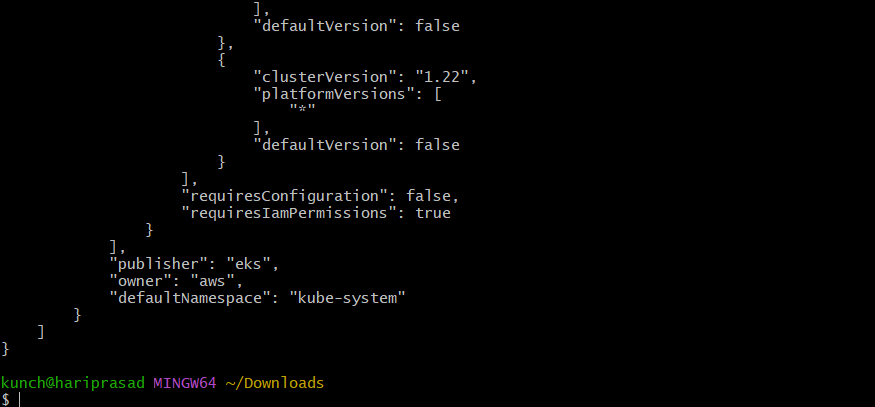 ],
"defaultVersion": false
},
{
"clusterVersion": "1.22",
"platformVersions": [
"*"
],
"defaultVersion": false
}
],
"requiresConfiguration": false,
"requiresIamPermissions": true
}
],
"publisher": "eks",
"owner": "aws",
"defaultNamespace": "kube-system"
}
]
}
kunch@hariprasad MINGW64 ~/Downloads
$